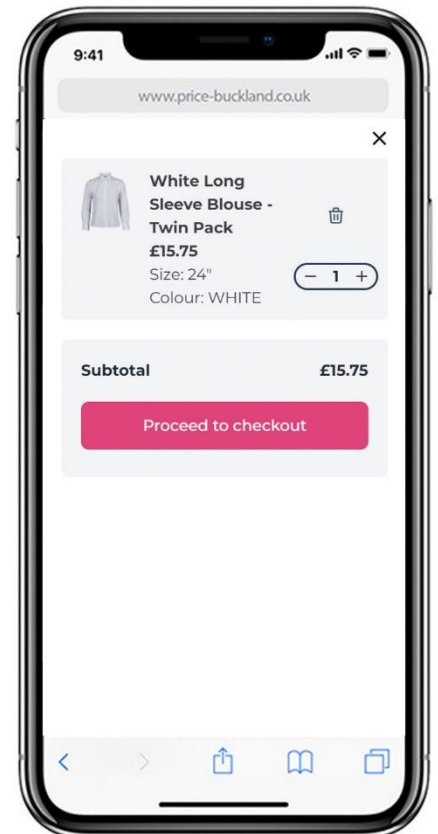 9:41
www.price-buckland.co.uk
White Long
Sleeve Blouse -
Twin Pack
£15.75
Size: 24"
Colour: WHITE
− 1 +
Subtotal £15.75
Proceed to checkout